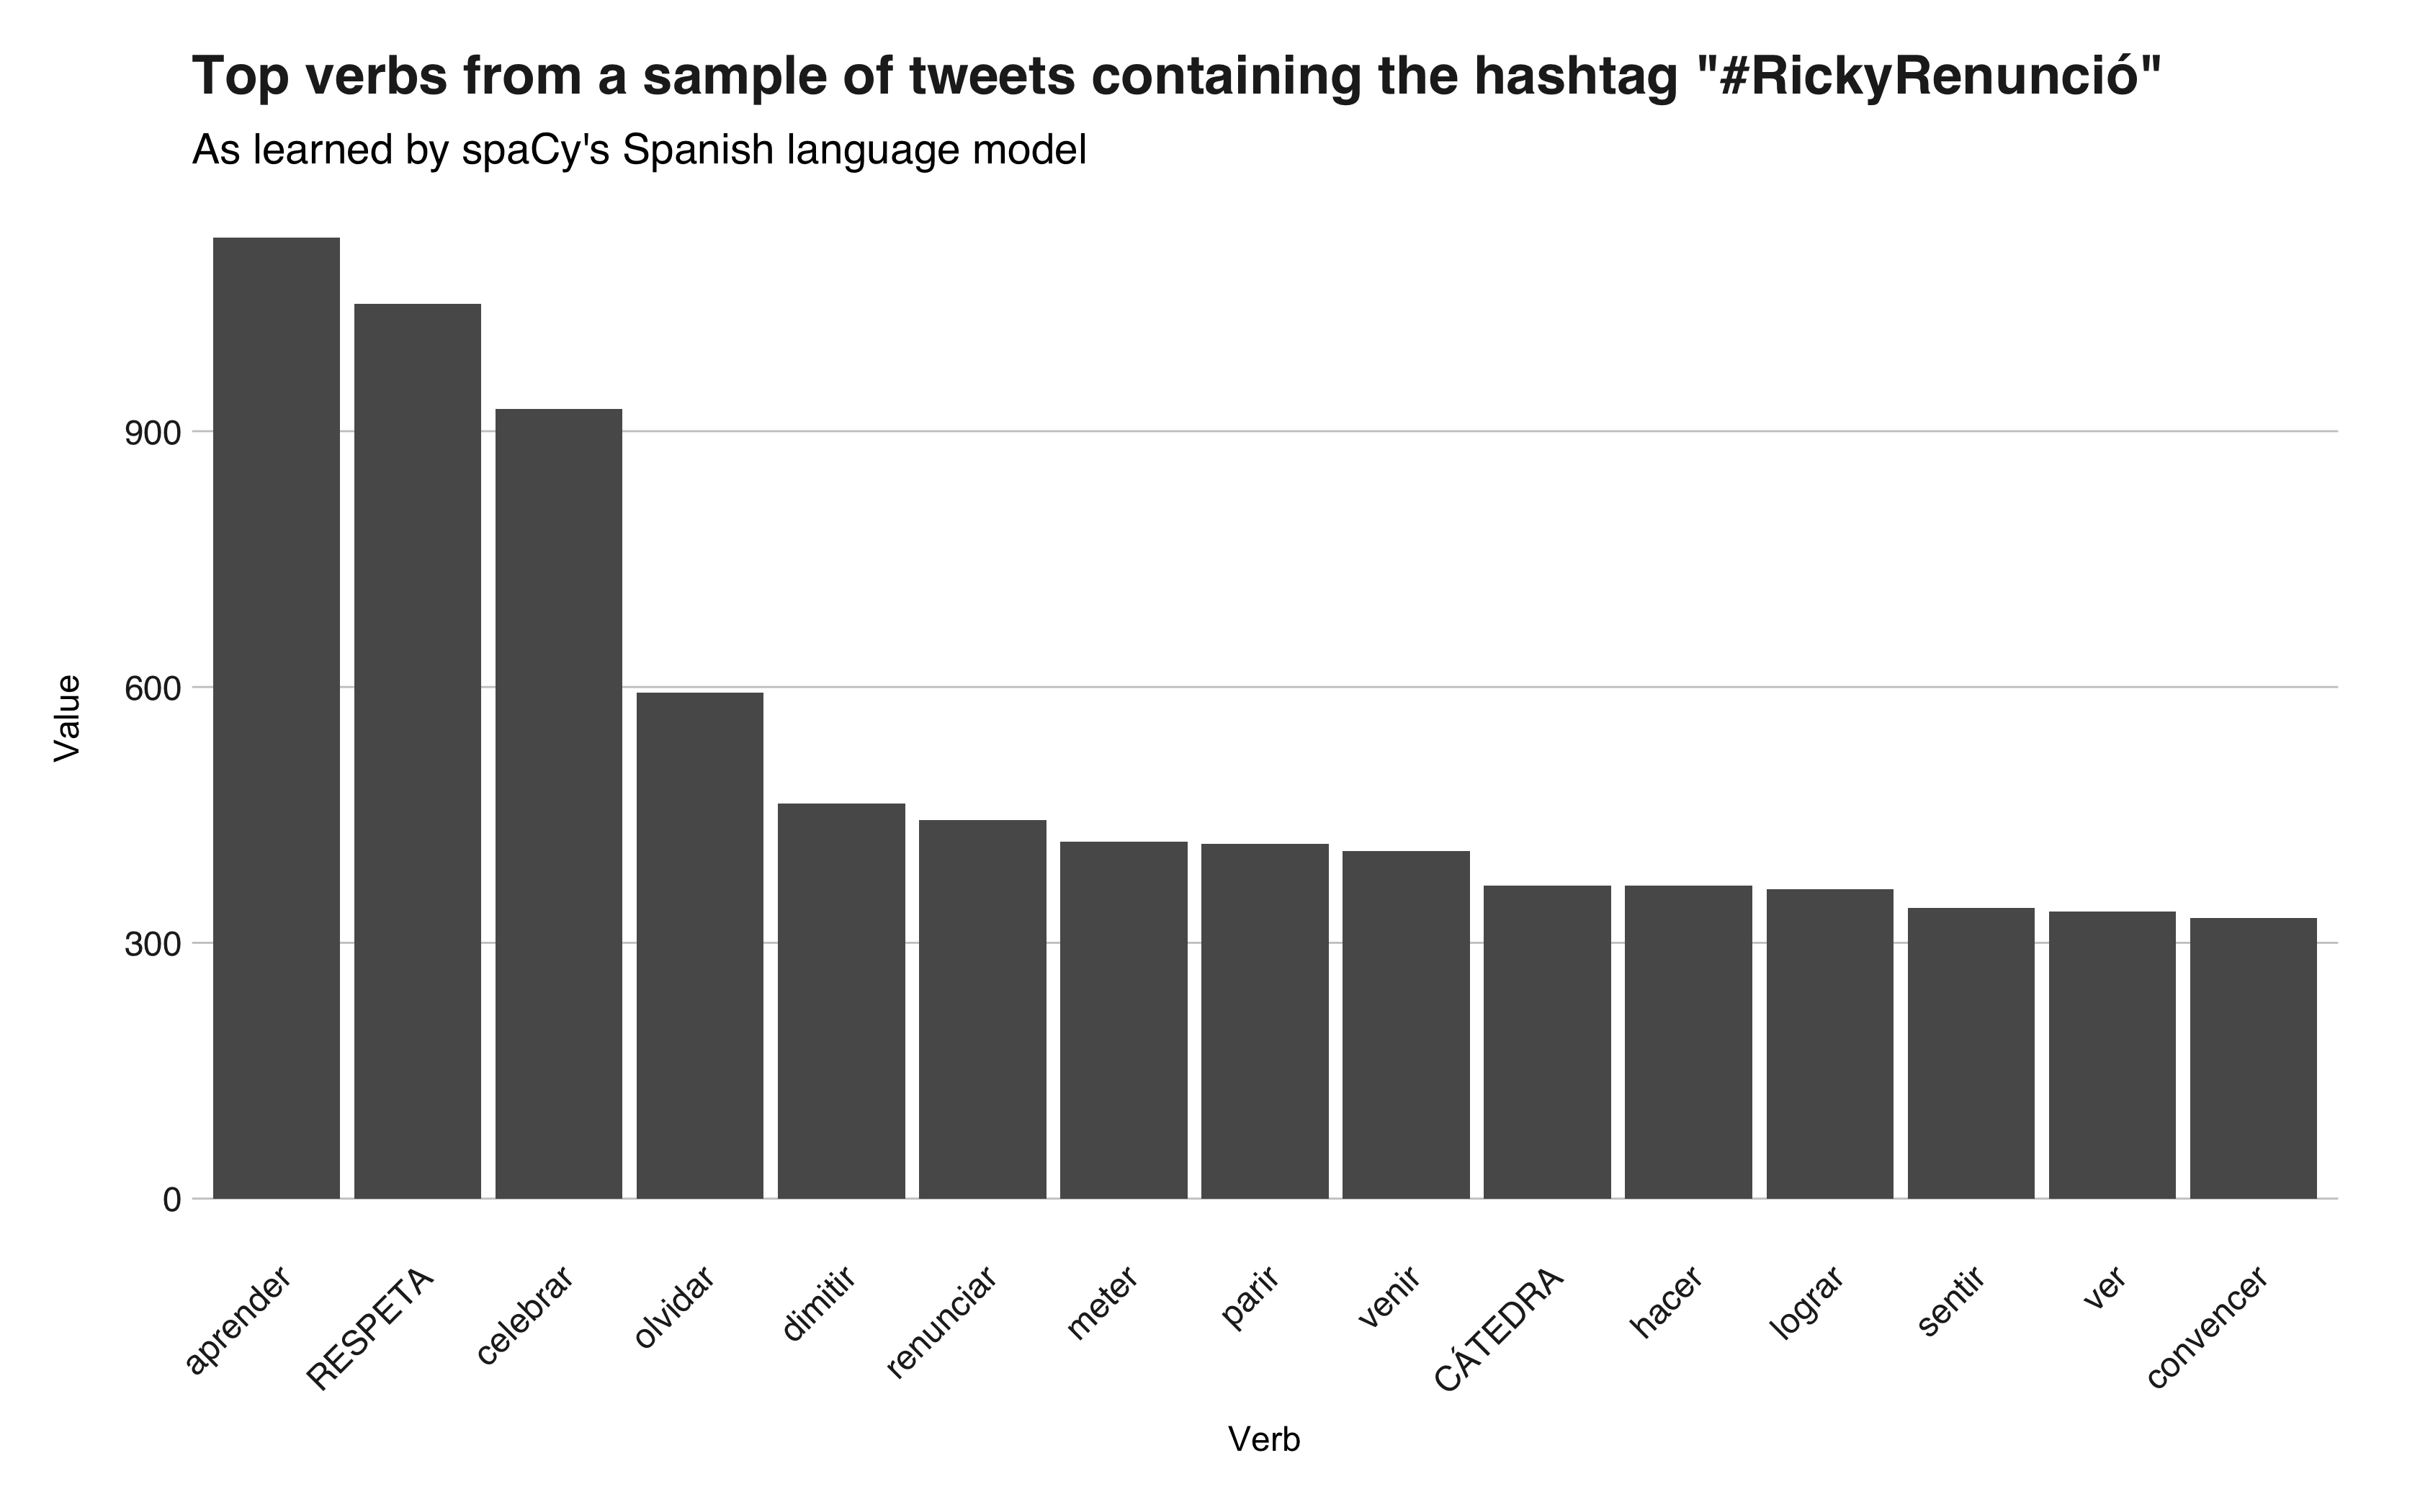 Top verbs from a sample of tweets containing the hashtag "#RickyRenunció"
As learned by spaCy's Spanish language model
900
600
300
0
Value
aprender
RESPETA
celebrar
olvidar
dimitir
renunciar
meter
parir
venir
CÁTEDRA
hacer
lograr
sentir
ver
convencer
Verb